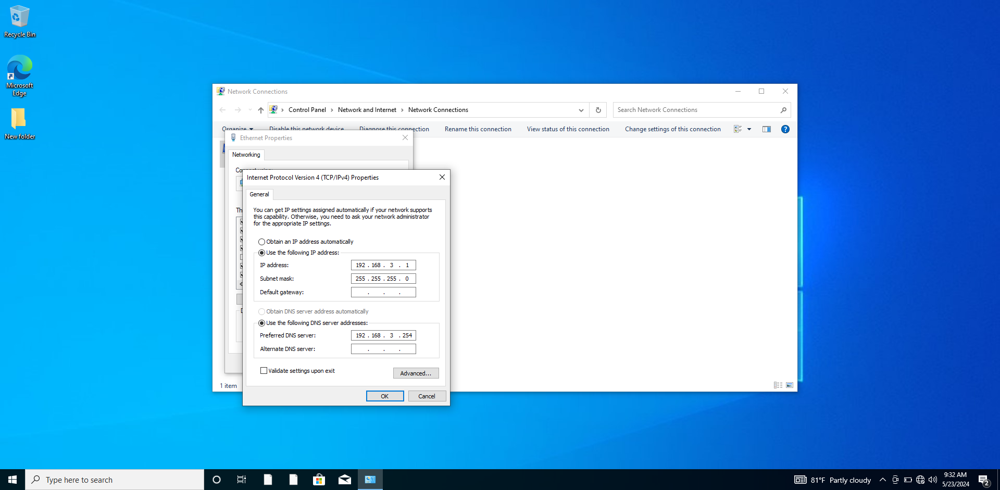 Recycle Bin
Microsoft
Edge
New folder
Network Connections
Control Panel > Network and Internet > Network Connections
Search Network Connections
Organize
Disable this network device
Diagnose this connection
Rename this connection
View status of this connection
Change settings of this connection
Ethernet Properties
Networking
Internet Protocol Version 4 (TCP/IPv4) Properties
General
You can get IP settings assigned automatically if your network supports
this capability. Otherwise, you need to ask your network administrator
for the appropriate IP settings.
Obtain an IP address automatically
Use the following IP address:
IP address: 192 . 168 . 3 . 1
Subnet mask: 255 . 255 . 255 . 0
Default gateway: . . .
Obtain DNS server address automatically
Use the following DNS server addresses:
Preferred DNS server: 192 . 168 . 3 . 254
Alternate DNS server: . . .
Validate settings upon exit
Advanced...
OK
Cancel
1 item
Type here to search
81°F Partly cloudy
9:32 AM
5/23/2024
2